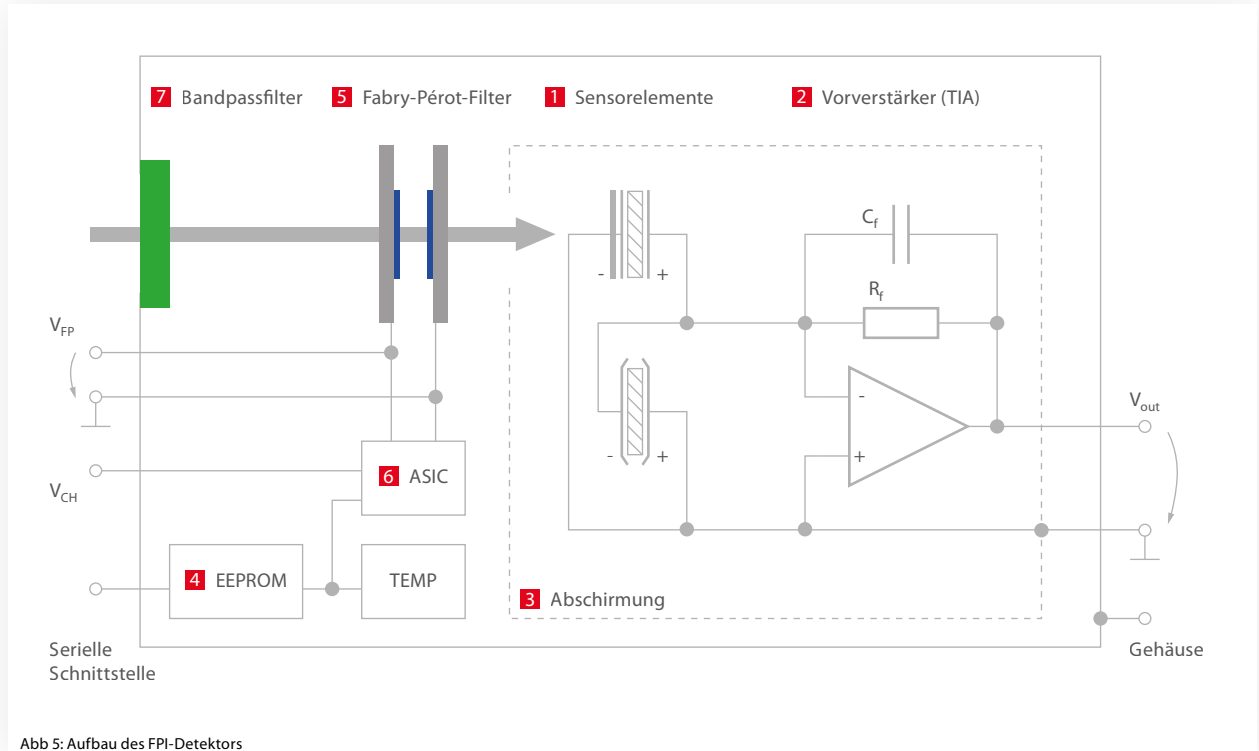 7 Bandpassfilter
5 Fabry-Pérot-Filter
1 Sensorelemente
2 Vorverstärker (TIA)
Cf
- +
Rf
VFP
- +
-
+
Vout
6 ASIC
VCH
4 EEPROM
TEMP
3 Abschirmung
Serielle
Schnittstelle
Gehäuse
Abb 5: Aufbau des FPI-Detektors